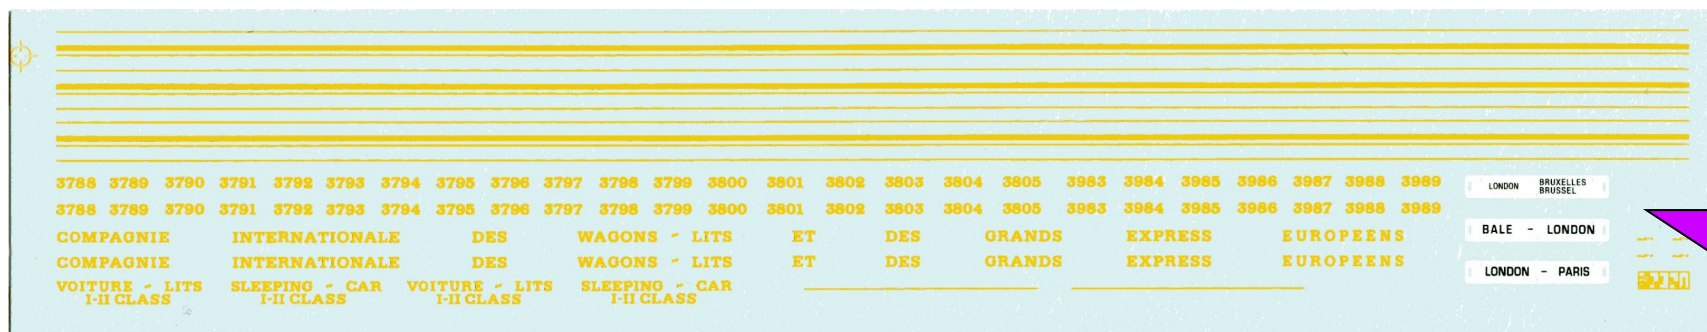 3788 3789 3790 3791 3792 3793 3794 3795 3796 3797 3798 3799 3800 3801 3802 3803 3804 3805 3983 3984 3985 3986 3987 3988 3989
3788 3789 3790 3791 3792 3793 3794 3795 3796 3797 3798 3799 3800 3801 3802 3803 3804 3805 3983 3984 3985 3986 3987 3988 3989
COMPAGNIE INTERNATIONALE DES WAGONS - LITS ET DES GRANDS EXPRESS EUROPEENS
COMPAGNIE INTERNATIONALE DES WAGONS - LITS ET DES GRANDS EXPRESS EUROPEENS
VOITURE - LITS SLEEPING - CAR VOITURE - LITS SLEEPING - CAR
I-II CLASS I-II CLASS I-II CLASS I-II CLASS
LONDON BRUXELLES
BRUSSEL
BALE - LONDON
LONDON - PARIS